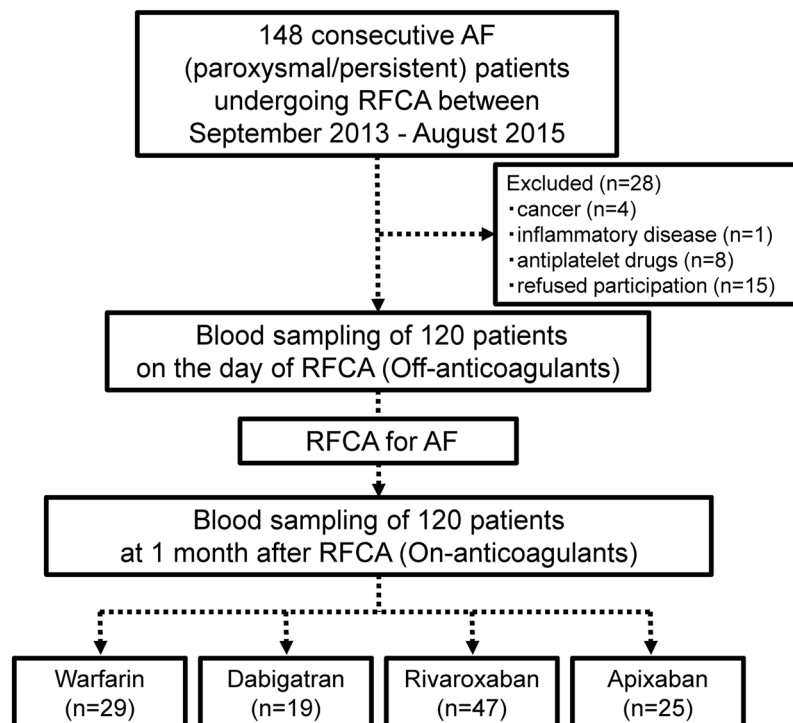 148 consecutive AF
(paroxysmal/persistent) patients
undergoing RFCA between
September 2013 - August 2015
Excluded (n=28)
・cancer (n=4)
・inflammatory disease (n=1)
・antiplatelet drugs (n=8)
・refused participation (n=15)
Blood sampling of 120 patients
on the day of RFCA (Off-anticoagulants)
RFCA for AF
Blood sampling of 120 patients
at 1 month after RFCA (On-anticoagulants)
Warfarin
(n=29)
Dabigatran
(n=19)
Rivaroxaban
(n=47)
Apixaban
(n=25)